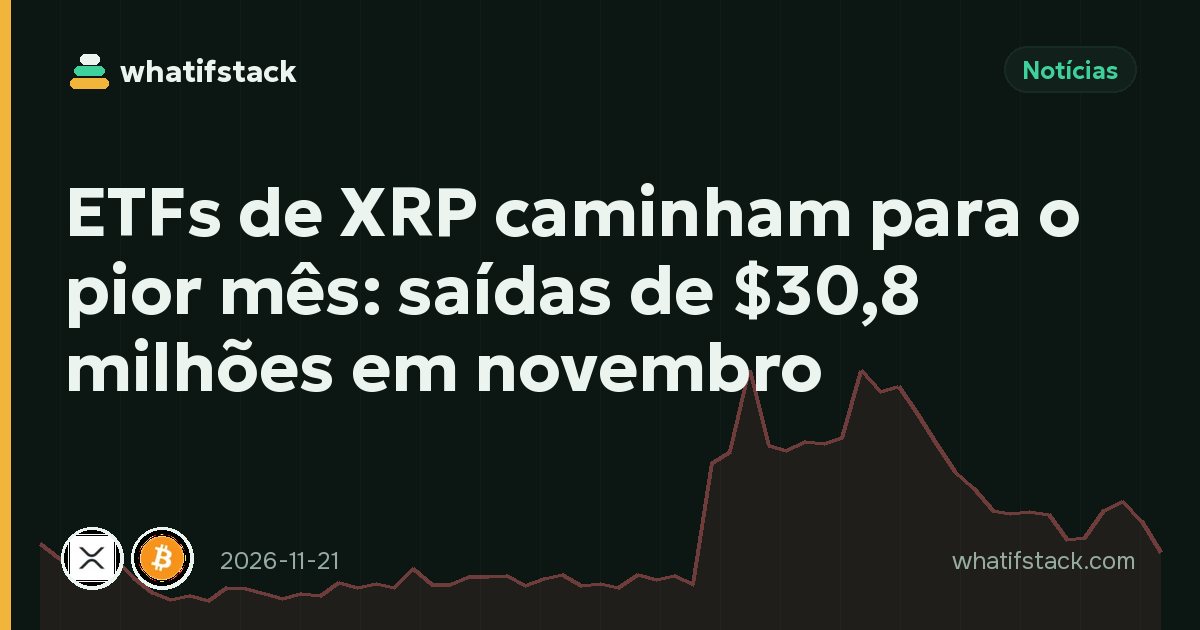 whatifstack
Notícias
ETFs de XRP caminham para o
pior mês: saídas de $30,8
milhões em novembro
2026-11-21
whatifstack.com